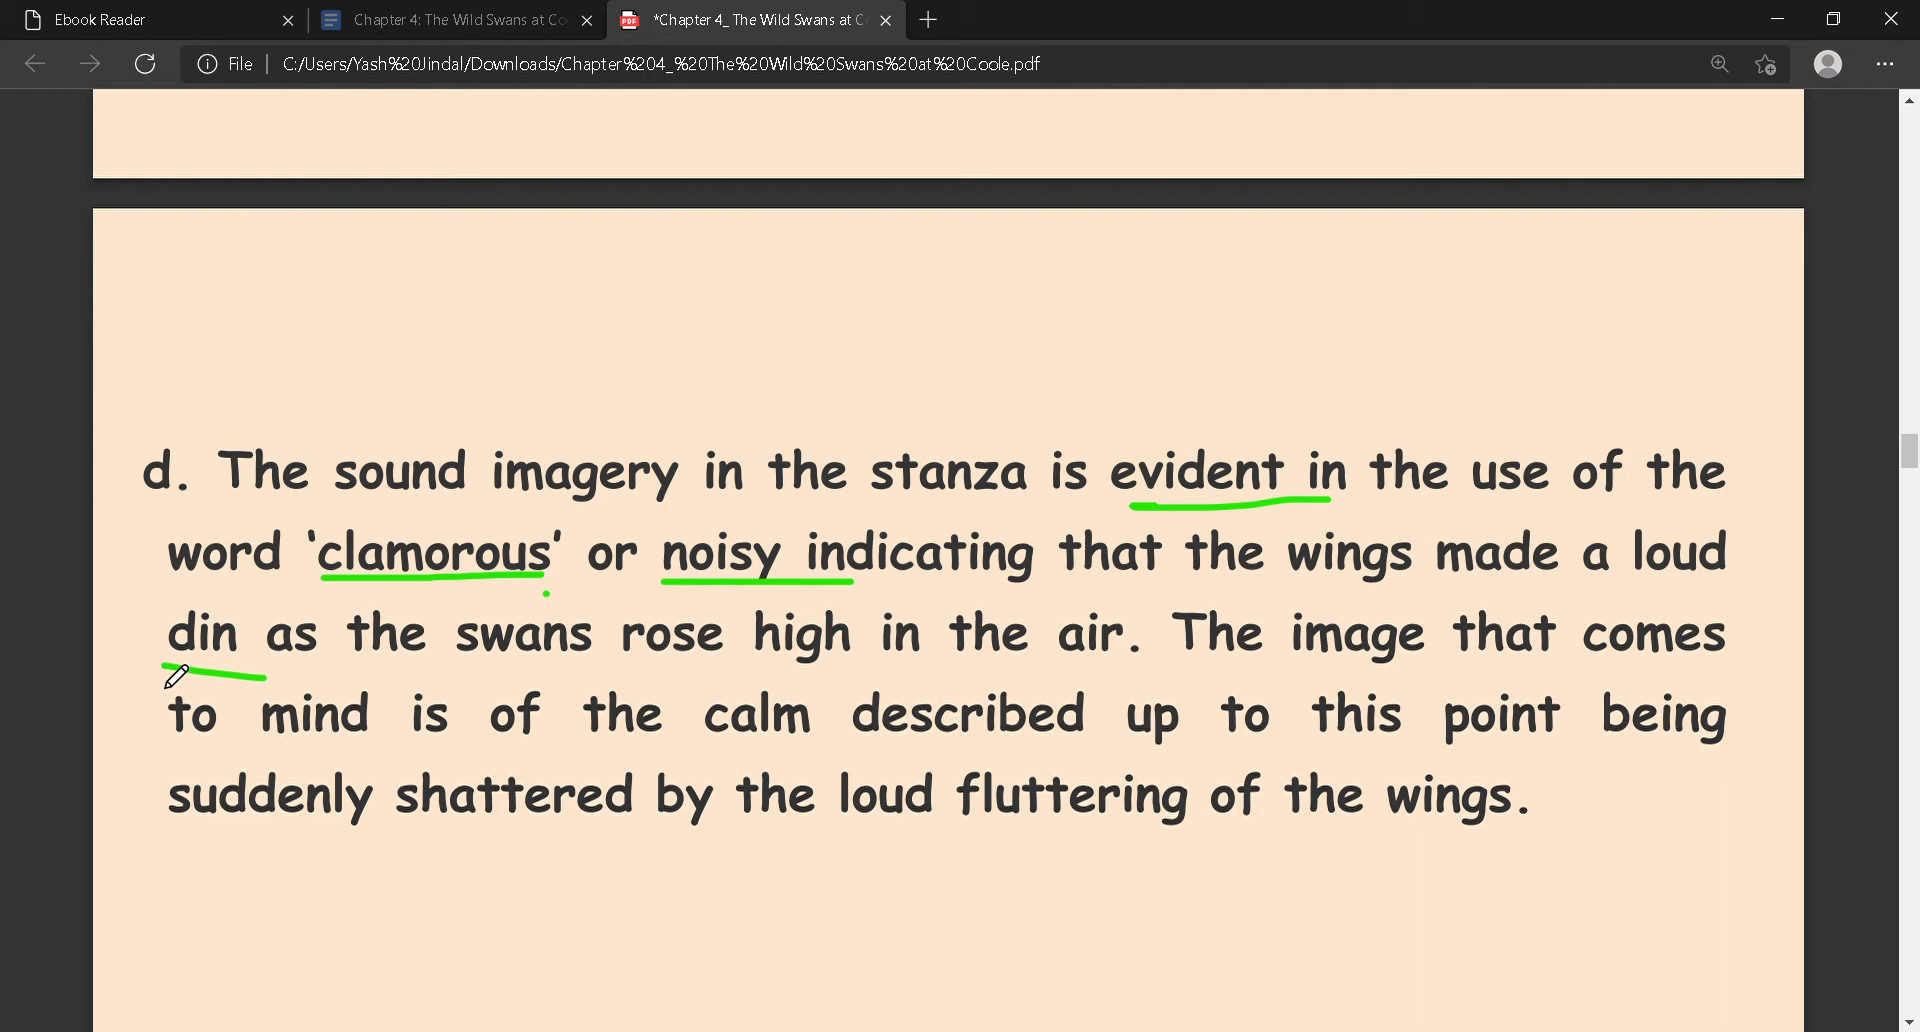 Ebook Reader
Chapter 4: The Wild Swans at Co
*Chapter 4_ The Wild Swans at C
File
C:/Users/Yash%20Jindal/Downloads/Chapter%204_%20The%20Wild%20Swans%20at%20Coole.pdf
d. The sound imagery in the stanza is evident in the use of the
word ‘clamorous’ or noisy indicating that the wings made a loud
din as the swans rose high in the air. The image that comes
to mind is of the calm described up to this point being
suddenly shattered by the loud fluttering of the wings.